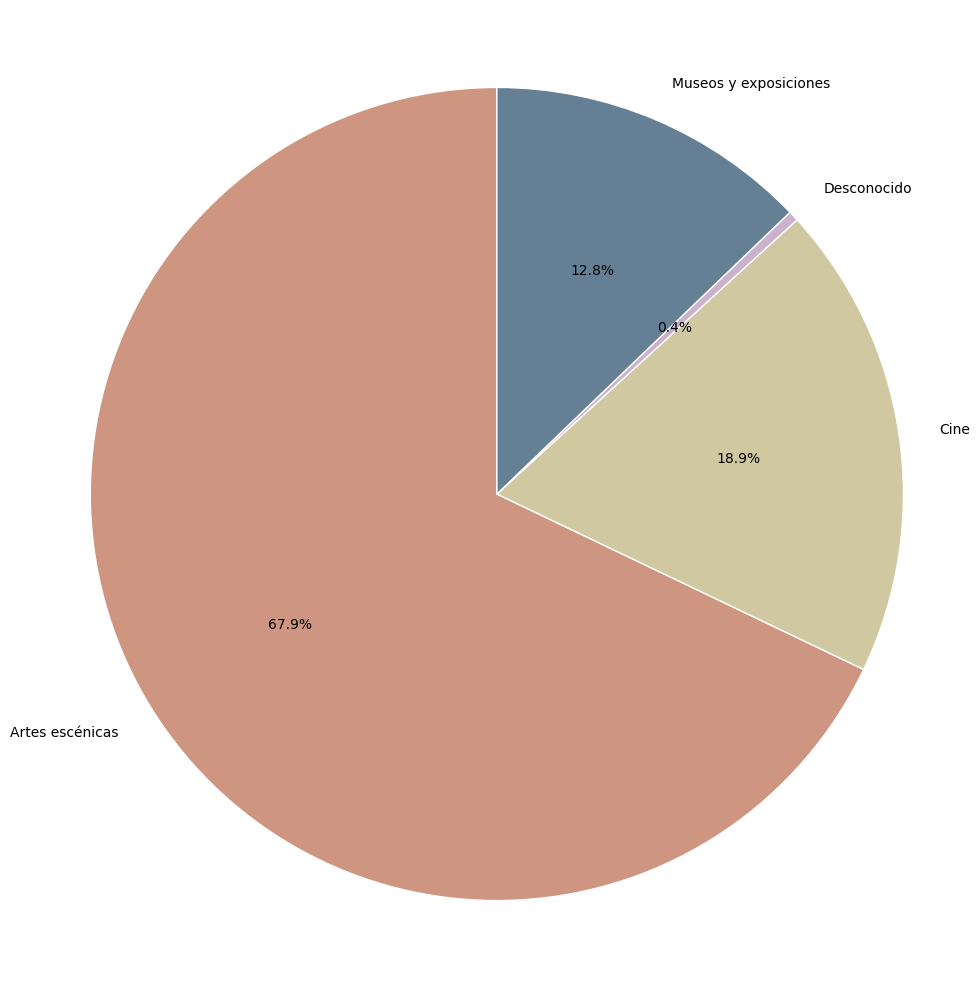 Museos y exposiciones
Desconocido
12.8%
0.4%
Cine
18.9%
67.9%
Artes escénicas